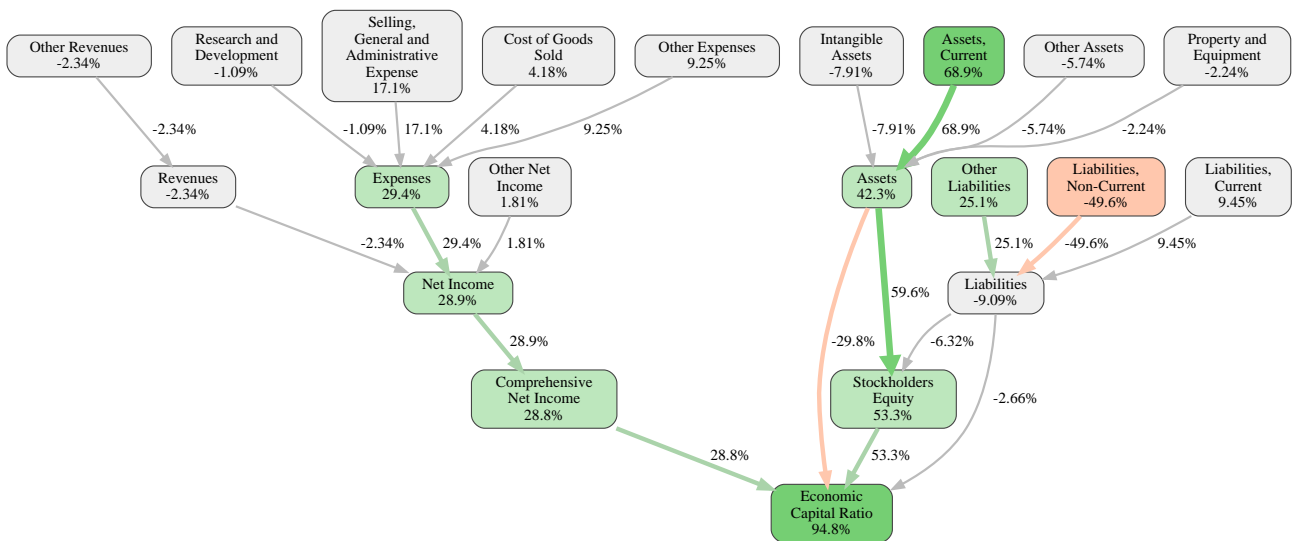 Other Revenues
-2.34%
Research and
Development
-1.09%
Selling,
General and
Administrative
Expense
17.1%
Cost of Goods
Sold
4.18%
Other Expenses
9.25%
Intangible
Assets
-7.91%
Assets,
Current
68.9%
Other Assets
-5.74%
Property and
Equipment
-2.24%
-2.34%
-1.09%
17.1%
4.18%
9.25%
-7.91%
68.9%
-5.74%
-2.24%
Revenues
-2.34%
Expenses
29.4%
Other Net
Income
1.81%
Assets
42.3%
Other
Liabilities
25.1%
Liabilities,
Non-Current
-49.6%
Liabilities,
Current
9.45%
-2.34%
29.4%
1.81%
25.1%
-49.6%
9.45%
Net Income
28.9%
59.6%
Liabilities
-9.09%
28.9%
-29.8%
-6.32%
Comprehensive
Net Income
28.8%
Stockholders
Equity
53.3%
-2.66%
28.8%
53.3%
Economic
Capital Ratio
94.8%